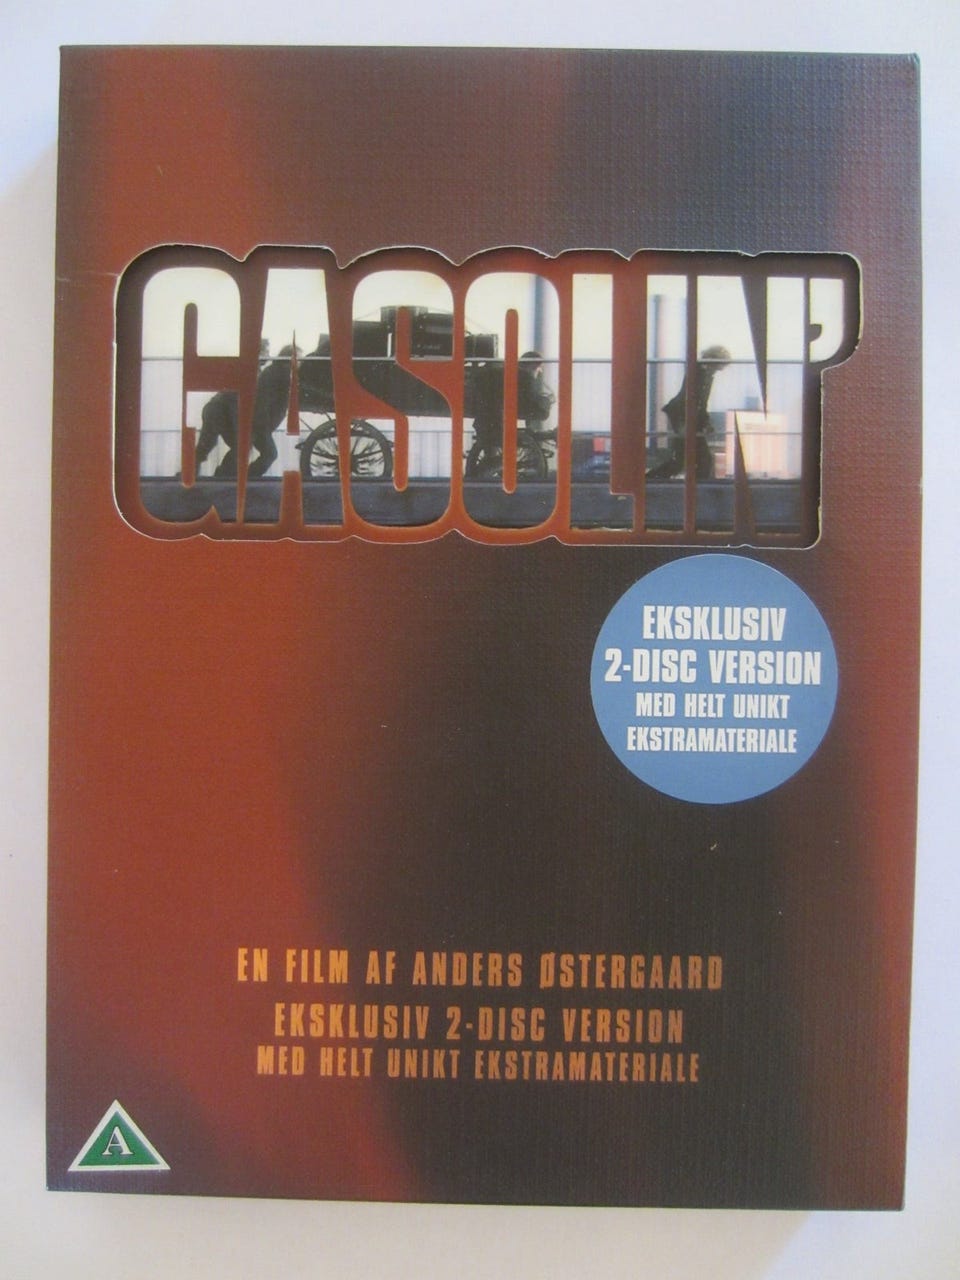 GASOLIN'
EKSKLUSIV
2-DISC VERSION
MED HELT UNIKT
EKSTRAMATERIALE
EN FILM AF ANDERS ØSTERGAARD
EKSKLUSIV 2-DISC VERSION
MED HELT UNIKT EKSTRAMATERIALE
A